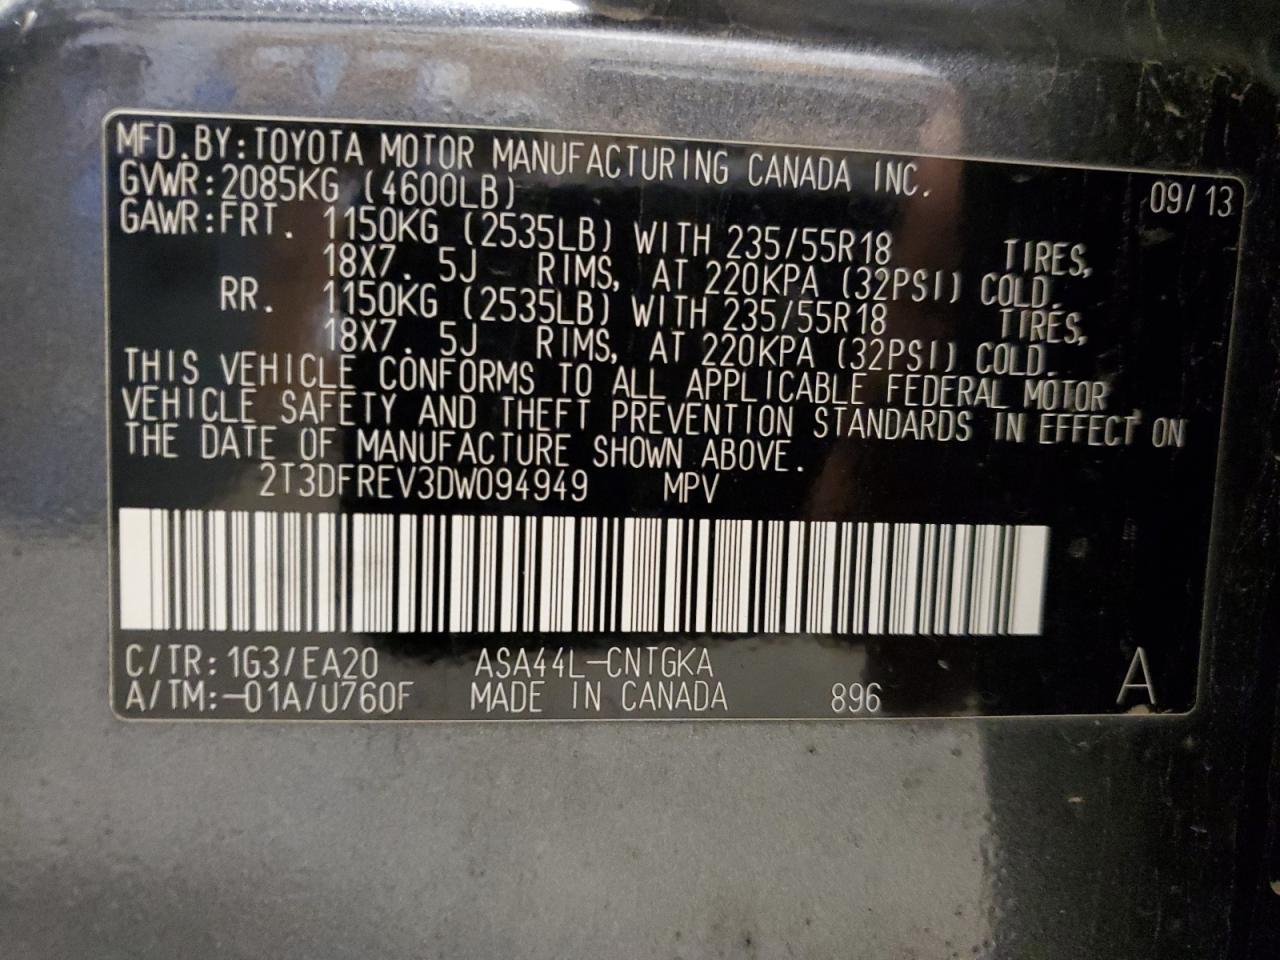 MFD.BY:TOYOTA MOTOR MANUFACTURING CANADA INC.
09/13
GVWR:2085KG (4600LB)
GAWR:FRT. 1150KG (2535LB) WITH 235/55R18 TIRES,
18X7. 5J RIMS, AT 220KPA (32PSI) COLD.
RR. 1150KG (2535LB) WITH 235/55R18 TIRES,
18X7. 5J RIMS, AT 220KPA (32PSI) COLD.
THIS VEHICLE CONFORMS TO ALL APPLICABLE FEDERAL MOTOR
VEHICLE SAFETY AND THEFT PREVENTION STANDARDS IN EFFECT ON
THE DATE OF MANUFACTURE SHOWN ABOVE.
2T3DFREV3DW094949 MPV
C/TR: 1G3/EA20 ASA44L-CNTGKA
A/TM:-01A/U760F MADE IN CANADA 896 A